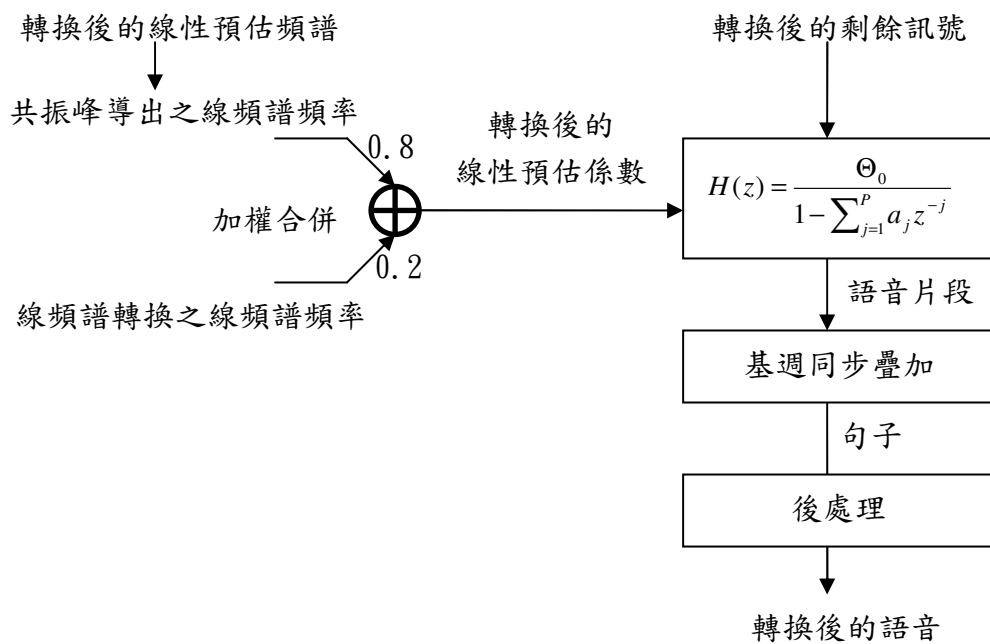 轉換後的線性預估頻譜
轉換後的剩餘訊號
共振峰導出之線頻譜頻率
0.8
轉換後的
線性預估係數
H(z) = Θ₀ / (1 − ∑_{j=1}^{P} a_j z^{−j})
加權合併
0.2
線頻譜轉換之線頻譜頻率
語音片段
基週同步疊加
句子
後處理
轉換後的語音